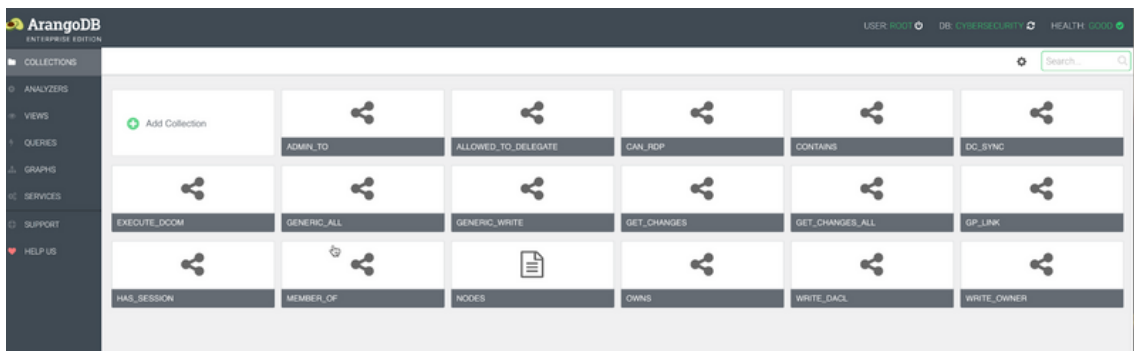 ArangoDB
ENTERPRISE EDITION
USER: ROOT DB: CYBERSECURITY HEALTH: GOOD
COLLECTIONS
Search...
ANALYZERS
VIEWS
QUERIES
GRAPHS
SERVICES
SUPPORT
HELP US
Add Collection
ADMIN_TO
ALLOWED_TO_DELEGATE
CAN_RDP
CONTAINS
DC_SYNC
EXECUTE_DCOM
GENERIC_ALL
GENERIC_WRITE
GET_CHANGES
GET_CHANGES_ALL
GP_LINK
HAS_SESSION
MEMBER_OF
NODES
OWNS
WRITE_DACL
WRITE_OWNER